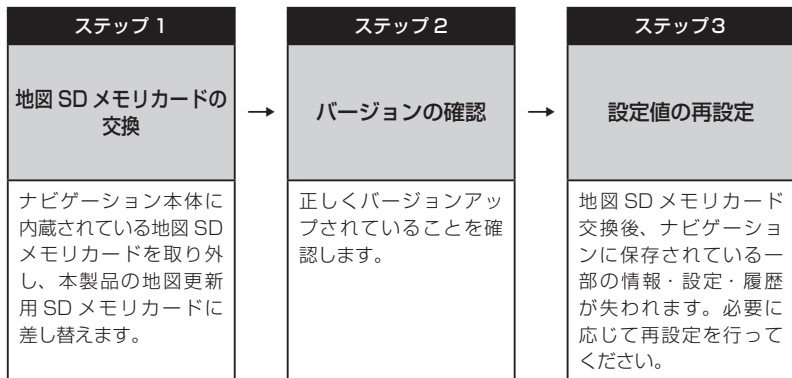 ステップ 1
地図 SD メモリカードの
交換
ナビゲーション本体に
内蔵されている地図 SD
メモリカードを取り外
し、本製品の地図更新
用 SD メモリカードに
差し替えます。
→
ステップ 2
バージョンの確認
正しくバージョンアッ
プされていることを確
認します。
→
ステップ3
設定値の再設定
地図 SD メモリカード
交換後、ナビゲーショ
ンに保存されている一
部の情報・設定・履歴
が失われます。必要に
応じて再設定を行って
ください。